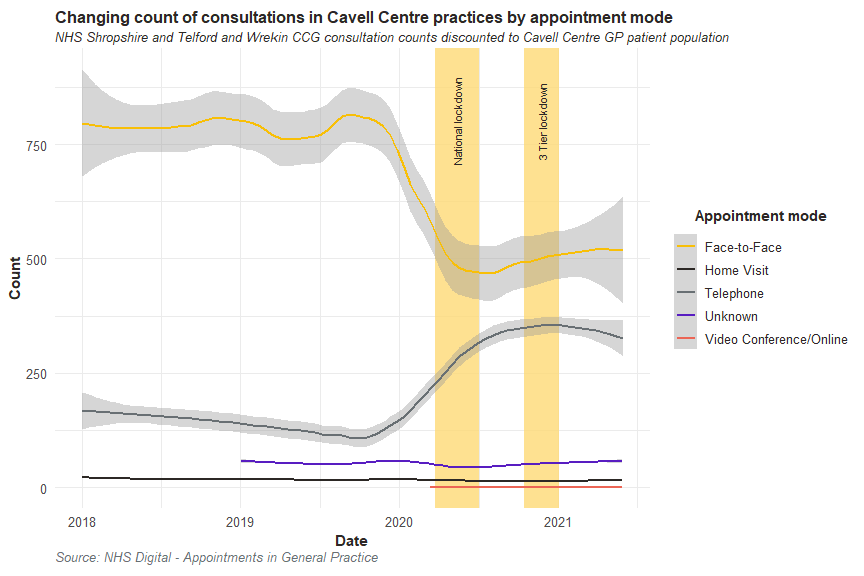 Changing count of consultations in Cavell Centre practices by appointment mode
NHS Shropshire and Telford and Wrekin CCG consultation counts discounted to Cavell Centre GP patient population
750
500
250
0
Count
National lockdown
3 Tier lockdown
2018
2019
2020
2021
Date
Appointment mode
Face-to-Face
Home Visit
Telephone
Unknown
Video Conference/Online
Source: NHS Digital - Appointments in General Practice